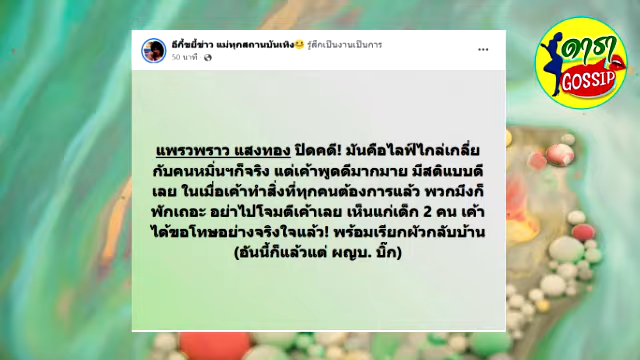 อีกี้ขยี้ข่าว แม่ทุกสถานบันเทิง😆 รู้สึกเป็นงานเป็นการ
50 นาที ·
ดารา
GOSSIP
แพรวพราว แสงทอง ปิดคดี! มันคือไลฟ์ไกล่เกลี่ย
กับคนหมิ่นฯก็จริง แต่เค้าพูดดีมากมาย มีสติแบบดี
เลย ในเมื่อเค้าทำสิ่งที่ทุกคนต้องการแล้ว พวกมึงก็
พักเถอะ อย่าไปโจมตีเค้าเลย เห็นแก่เด็ก 2 คน เค้า
ได้ขอโทษอย่างจริงใจแล้ว! พร้อมเรียกผัวกลับบ้าน
(อันนี้ก็แล้วแต่ ผญบ. บิ๊ก)